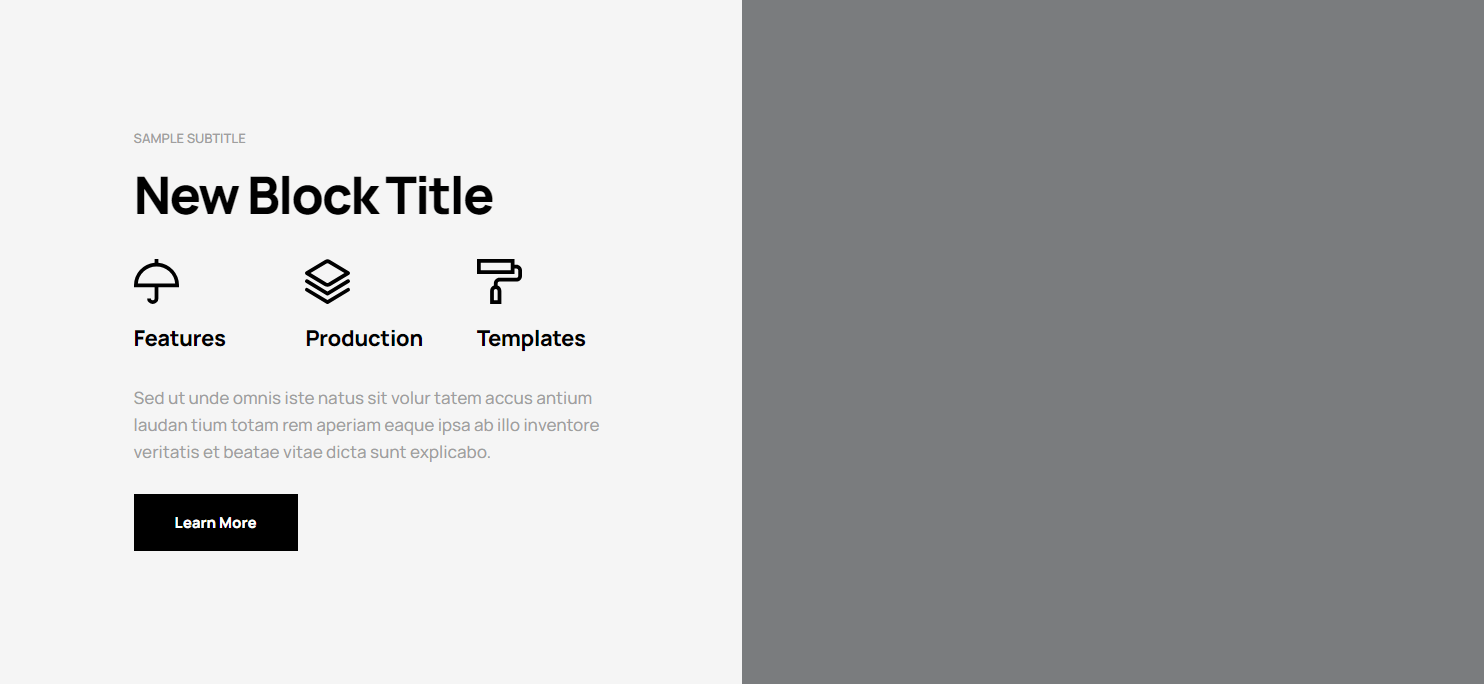 SAMPLE SUBTITLE
New Block Title
Features
Production
Templates
Sed ut unde omnis iste natus sit volur tatem accus antium
laudan tium totam rem aperiam eaque ipsa ab illo inventore
veritatis et beatae vitae dicta sunt explicabo.
Learn More